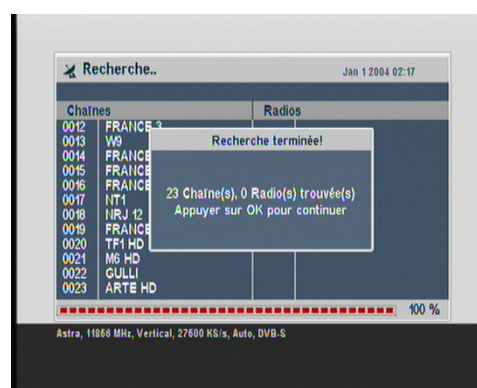 Recherche..
Jan 1 2004 02:17
Chaînes
Radios
0012 FRANCE 3
0013 W9
0014 FRANCE
0015 FRANCE
0016 FRANCE
0017 NT1
0018 NRJ 12
0019 FRANCE
0020 TF1 HD
0021 M6 HD
0022 GULLI
0023 ARTE HD
Recherche terminée!
23 Chaîne(s), 0 Radio(s) trouvée(s)
Appuyer sur OK pour continuer
100 %
Astra, 11856 MHz, Vertical, 27600 KS/s, Auto, DVB-S